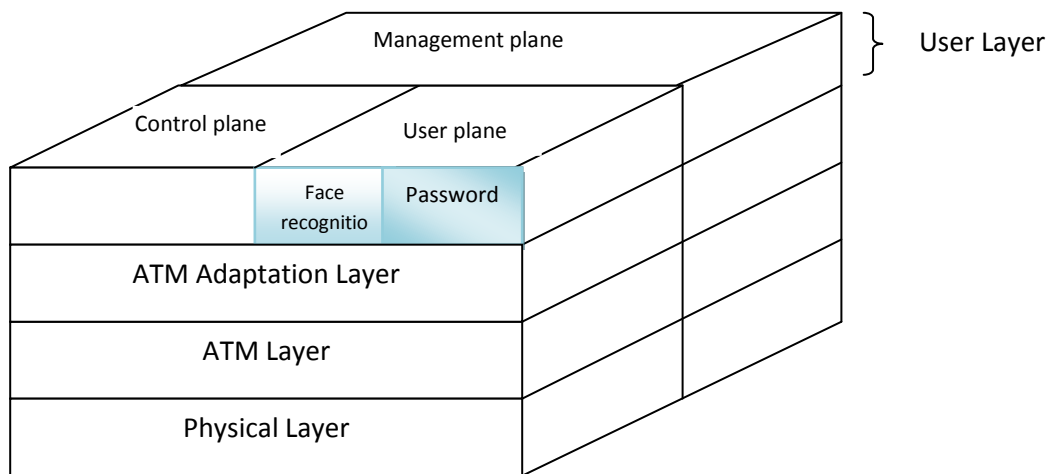 Management plane
User Layer
Control plane
User plane
Face
recognitio
Password
ATM Adaptation Layer
ATM Layer
Physical Layer